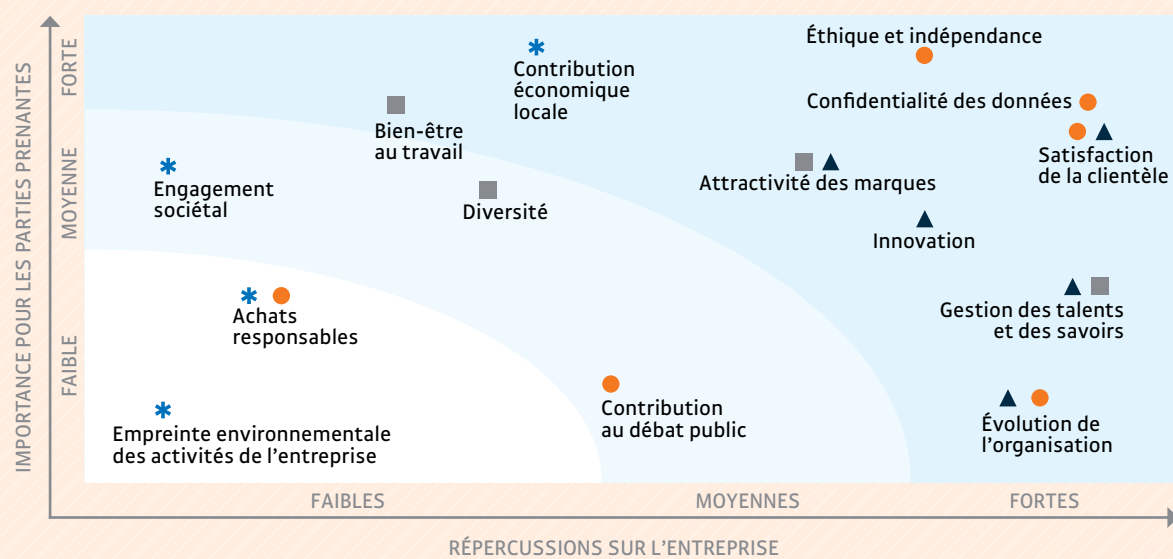 IMPORTANCE POUR LES PARTIES PRENANTES
FORTE
MOYENNE
FAIBLE
Éthique et indépendance
Contribution
économique
locale
Confidentialité des données
Bien-être
au travail
Satisfaction
de la clientèle
Engagement
sociétal
Attractivité des marques
Diversité
Innovation
Achats
responsables
Gestion des talents
et des savoirs
Contribution
au débat public
Évolution de
l'organisation
Empreinte environnementale
des activités de l'entreprise
FAIBLES
MOYENNES
FORTES
RÉPERCUSSIONS SUR L'ENTREPRISE